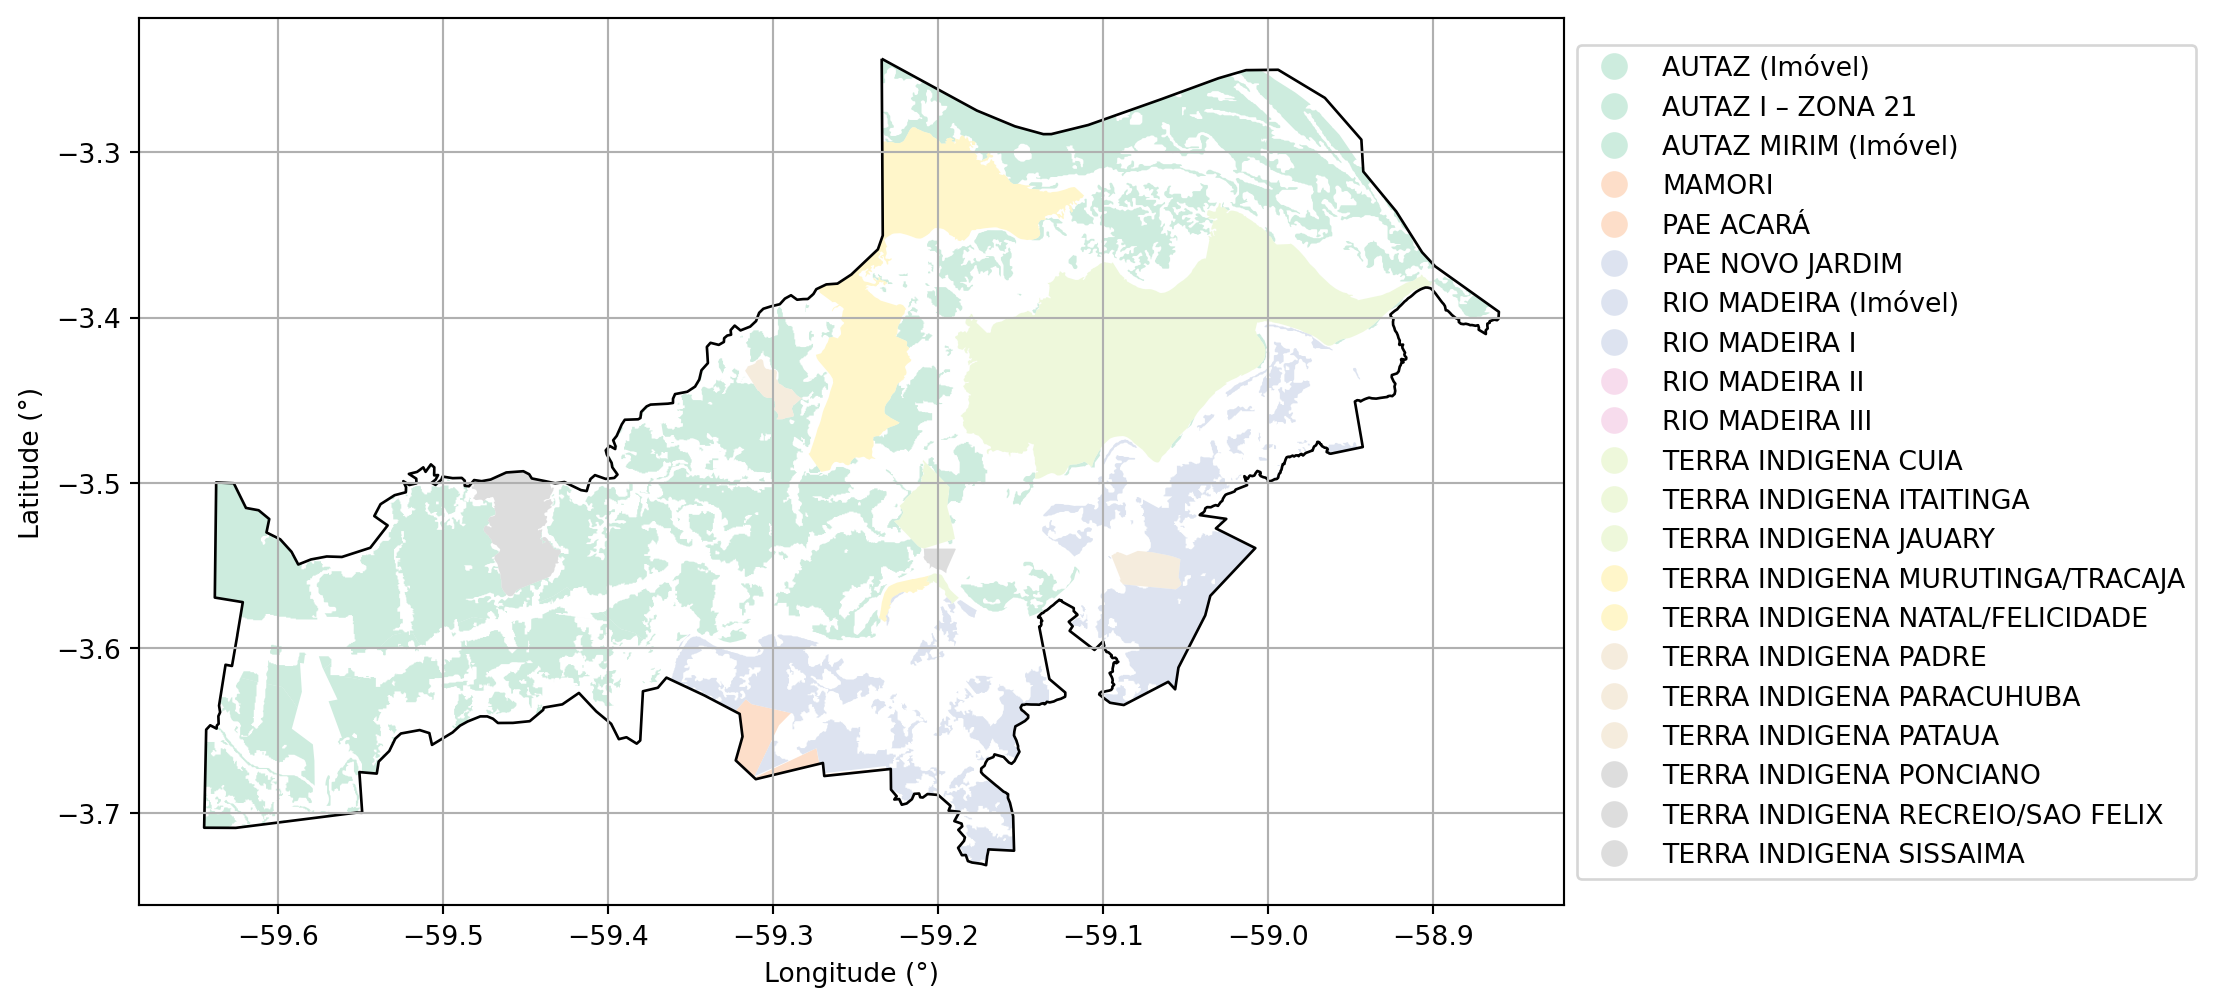 −3.3
−3.4
−3.5
−3.6
−3.7
Latitude (°)
−59.6 −59.5 −59.4 −59.3 −59.2 −59.1 −59.0 −58.9
Longitude (°)
AUTAZ (Imóvel)
AUTAZ I – ZONA 21
AUTAZ MIRIM (Imóvel)
MAMORI
PAE ACARÁ
PAE NOVO JARDIM
RIO MADEIRA (Imóvel)
RIO MADEIRA I
RIO MADEIRA II
RIO MADEIRA III
TERRA INDIGENA CUIA
TERRA INDIGENA ITAITINGA
TERRA INDIGENA JAUARY
TERRA INDIGENA MURUTINGA/TRACAJA
TERRA INDIGENA NATAL/FELICIDADE
TERRA INDIGENA PADRE
TERRA INDIGENA PARACUHUBA
TERRA INDIGENA PATAUA
TERRA INDIGENA PONCIANO
TERRA INDIGENA RECREIO/SAO FELIX
TERRA INDIGENA SISSAIMA